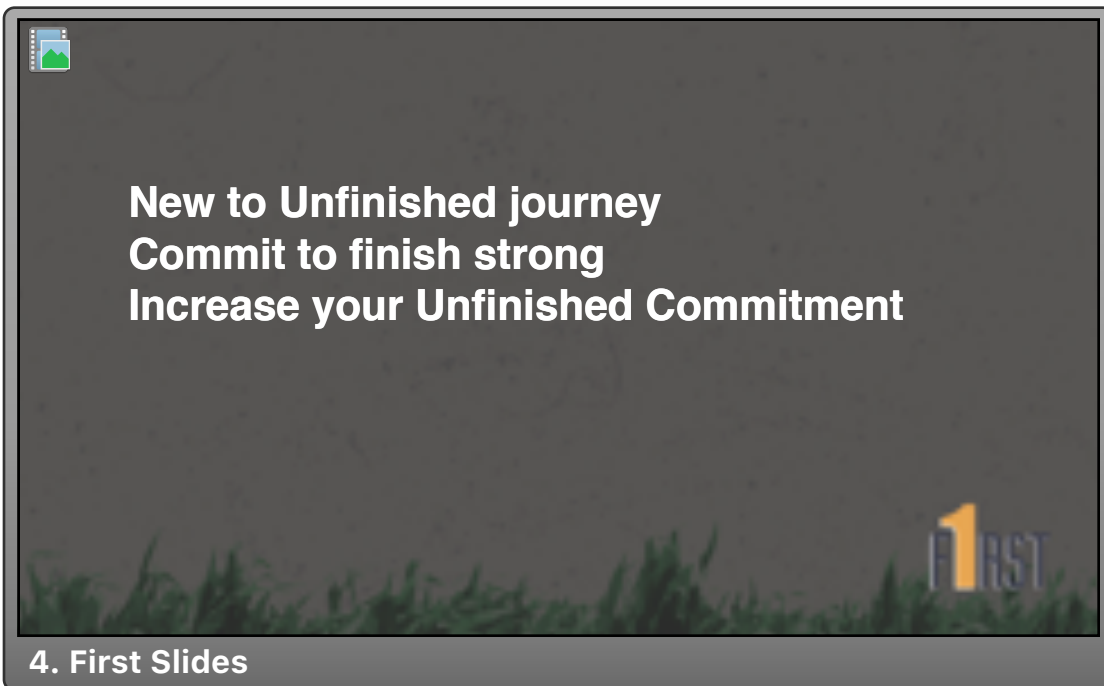 New to Unfinished journey
Commit to finish strong
Increase your Unfinished Commitment
F1RST
4. First Slides